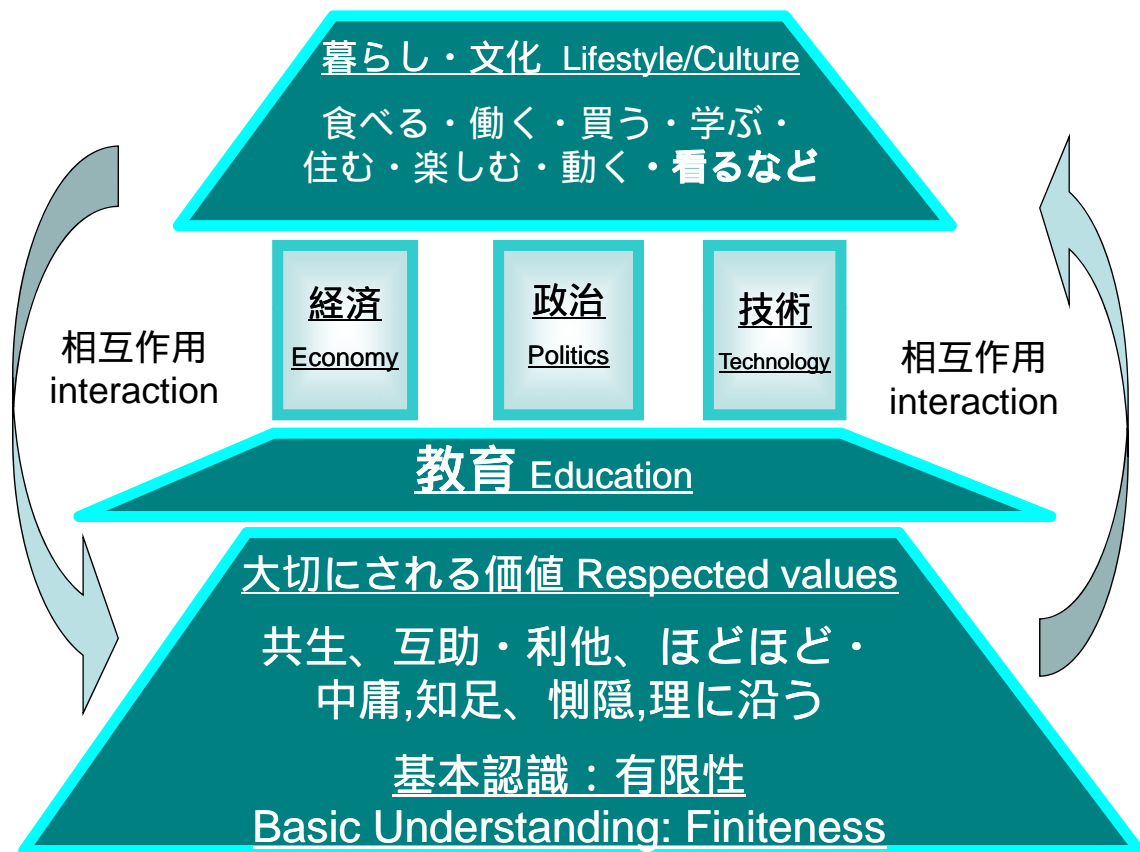 暮らし・文化 Lifestyle/Culture
食べる・働く・買う・学ぶ・
住む・楽しむ・動く・看るなど
経済
Economy
政治
Politics
技術
Technology
相互作用
interaction
相互作用
interaction
教育 Education
大切にされる価値 Respected values
共生、互助・利他、ほどほど・
中庸,知足、惻隠,理に沿う
基本認識：有限性
Basic Understanding: Finiteness